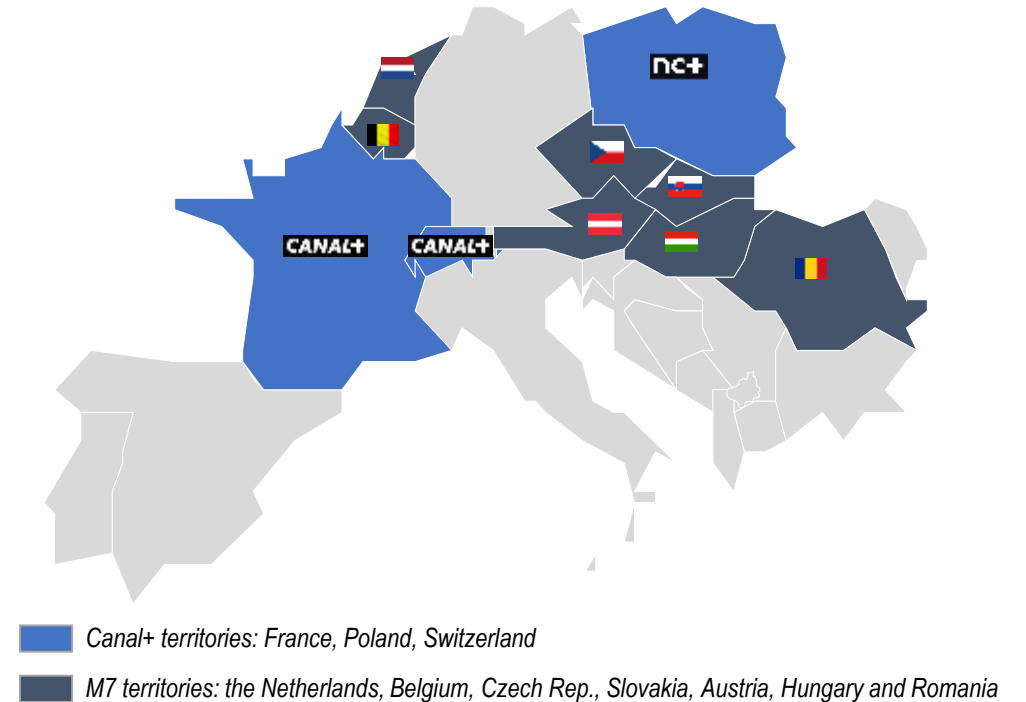 nc+
CANAL+ CANAL+
Canal+ territories: France, Poland, Switzerland
M7 territories: the Netherlands, Belgium, Czech Rep., Slovakia, Austria, Hungary and Romania